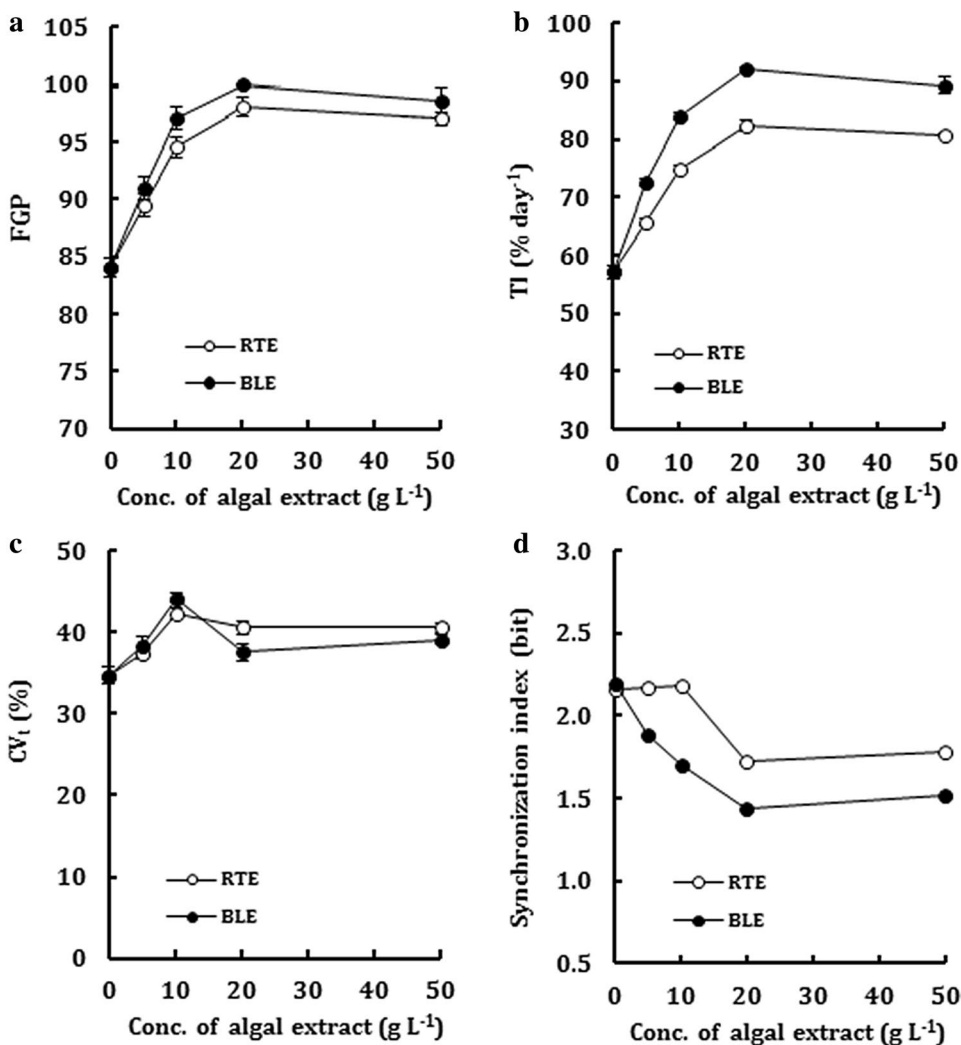 a
105
100
95
90
85
80
75
70
FGP
RTE
BLE
0 10 20 30 40 50
Conc. of algal extract (g L-1)
b
100
90
80
70
60
50
40
30
TI (% day-1)
RTE
BLE
0 10 20 30 40 50
Conc. of algal extract (g L-1)
c
50
40
30
20
10
0
CVt (%)
RTE
BLE
0 10 20 30 40 50
Conc. of algal extract (g L-1)
d
3.0
2.5
2.0
1.5
1.0
0.5
Synchronization index (bit)
RTE
BLE
0 10 20 30 40 50
Conc. of algal extract (g L-1)